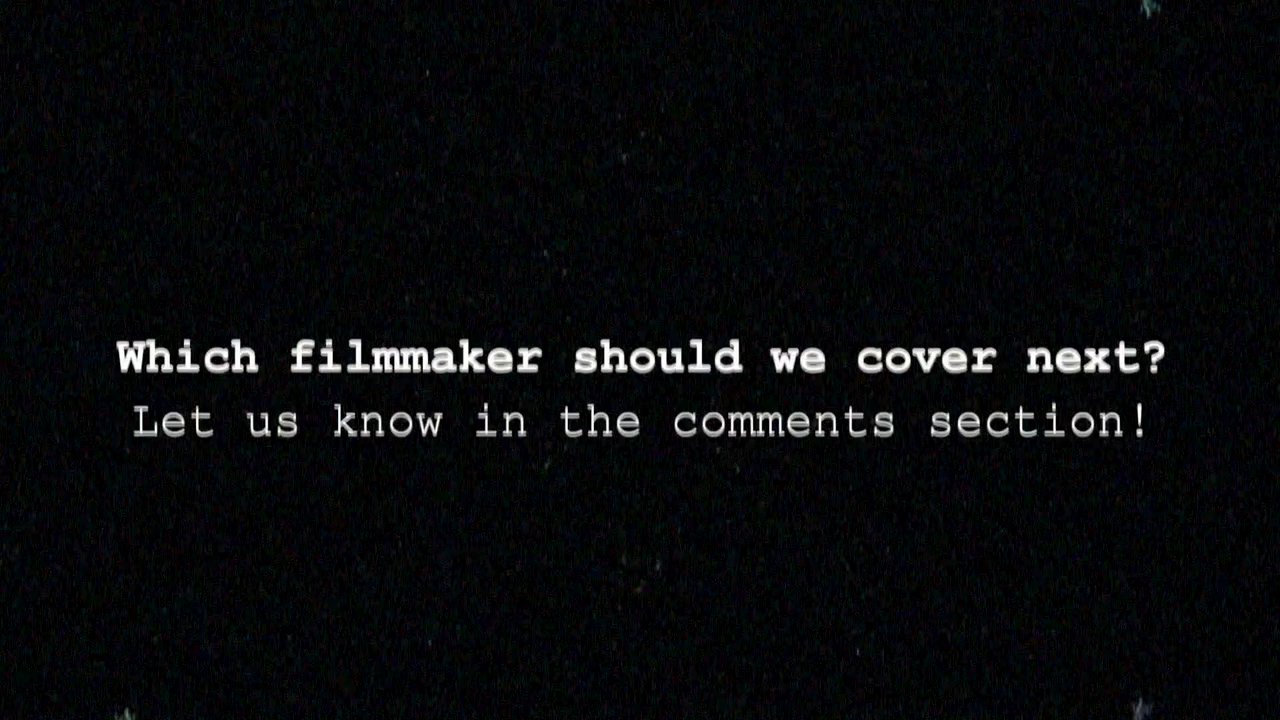 Which filmmaker should we cover next?
Let us know in the comments section!